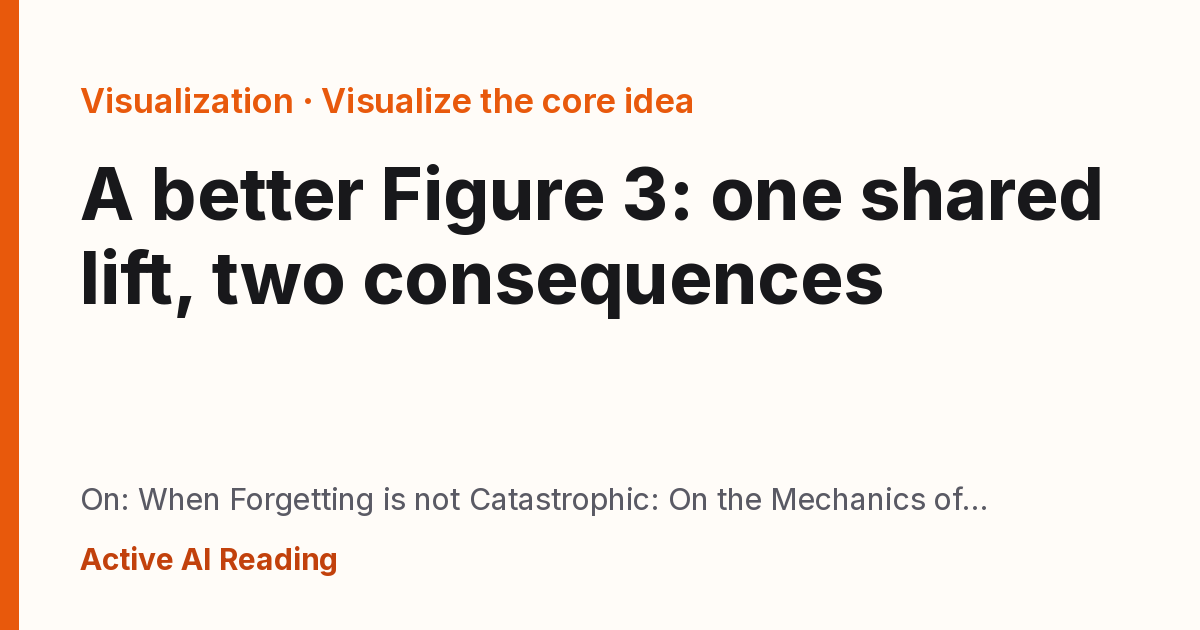 Visualization · Visualize the core idea
A better Figure 3: one shared
lift, two consequences
On: When Forgetting is not Catastrophic: On the Mechanics of…
Active AI Reading